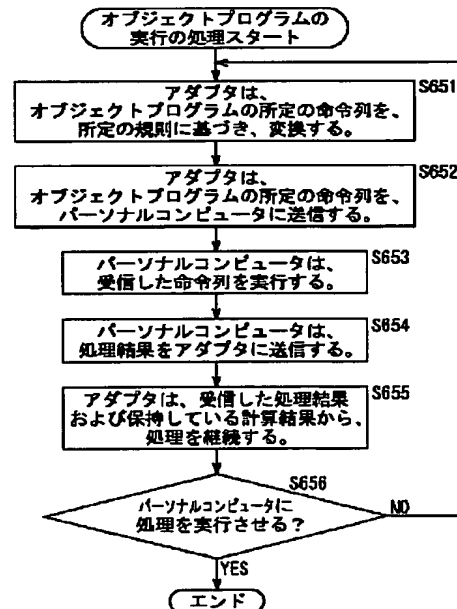 オブジェクトプログラムの
実行の処理スタート
S651
アダプタは、
オブジェクトプログラムの所定の命令列を、
所定の規則に基づき、変換する。
S652
アダプタは、
オブジェクトプログラムの所定の命令列を、
パーソナルコンピュータに送信する。
S653
パーソナルコンピュータは、
受信した命令列を実行する。
S654
パーソナルコンピュータは、
処理結果をアダプタに送信する。
S655
アダプタは、受信した処理結果
および保持している計算結果から、
処理を継続する。
S656
パーソナルコンピュータに
処理を実行させる?
NO
YES
エンド